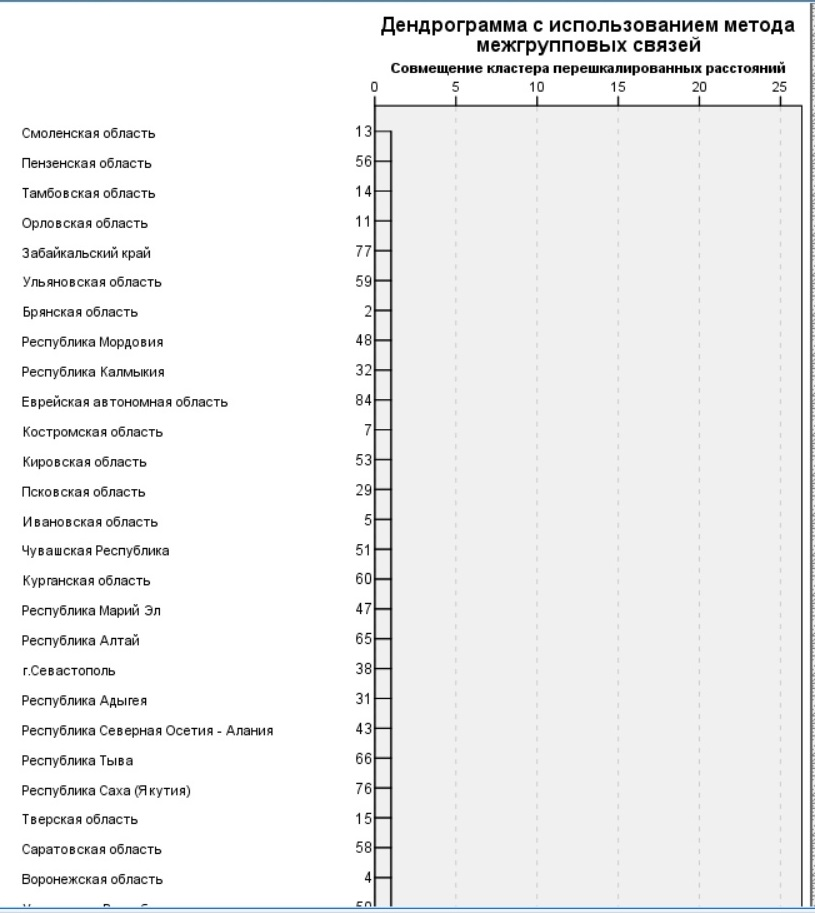 Дендрограмма с использованием метода
межгрупповых связей
Совмещение кластера перешкалированных расстояний
0 5 10 15 20 25
Смоленская область 13
Пензенская область 56
Тамбовская область 14
Орловская область 11
Забайкальский край 77
Ульяновская область 59
Брянская область 2
Республика Мордовия 48
Республика Калмыкия 32
Еврейская автономная область 84
Костромская область 7
Кировская область 53
Псковская область 29
Ивановская область 5
Чувашская Республика 51
Курганская область 60
Республика Марий Эл 47
Республика Алтай 65
г.Севастополь 38
Республика Адыгея 31
Республика Северная Осетия - Алания 43
Республика Тыва 66
Республика Саха (Якутия) 76
Тверская область 15
Саратовская область 58
Воронежская область 4